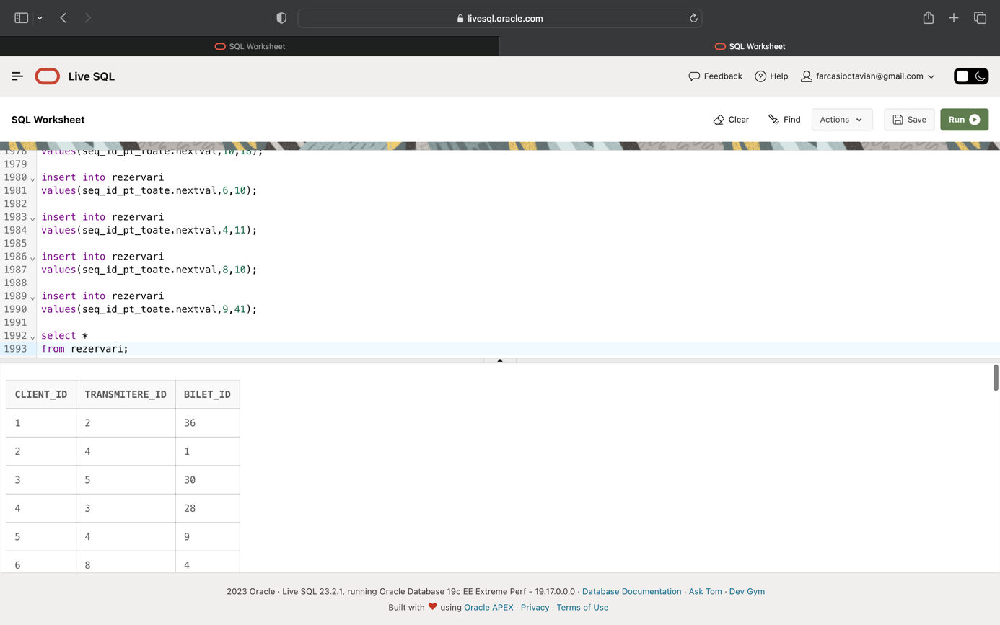 livesql.oracle.com
SQL Worksheet
SQL Worksheet
Live SQL
Feedback
Help
farcasioctavian@gmail.com
SQL Worksheet
Clear
Find
Actions
Save
Run
1978 values(seq_id_pt_toate.nextval,10,18);
1979
1980 insert into rezervari
1981 values(seq_id_pt_toate.nextval,6,10);
1982
1983 insert into rezervari
1984 values(seq_id_pt_toate.nextval,4,11);
1985
1986 insert into rezervari
1987 values(seq_id_pt_toate.nextval,8,10);
1988
1989 insert into rezervari
1990 values(seq_id_pt_toate.nextval,9,41);
1991
1992 select *
1993 from rezervari;
CLIENT_ID TRANSMITERE_ID BILET_ID
1 2 36
2 4 1
3 5 30
4 3 28
5 4 9
6 8 4
2023 Oracle · Live SQL 23.2.1, running Oracle Database 19c EE Extreme Perf - 19.17.0.0.0 · Database Documentation · Ask Tom · Dev Gym
Built with ❤ using Oracle APEX · Privacy · Terms of Use